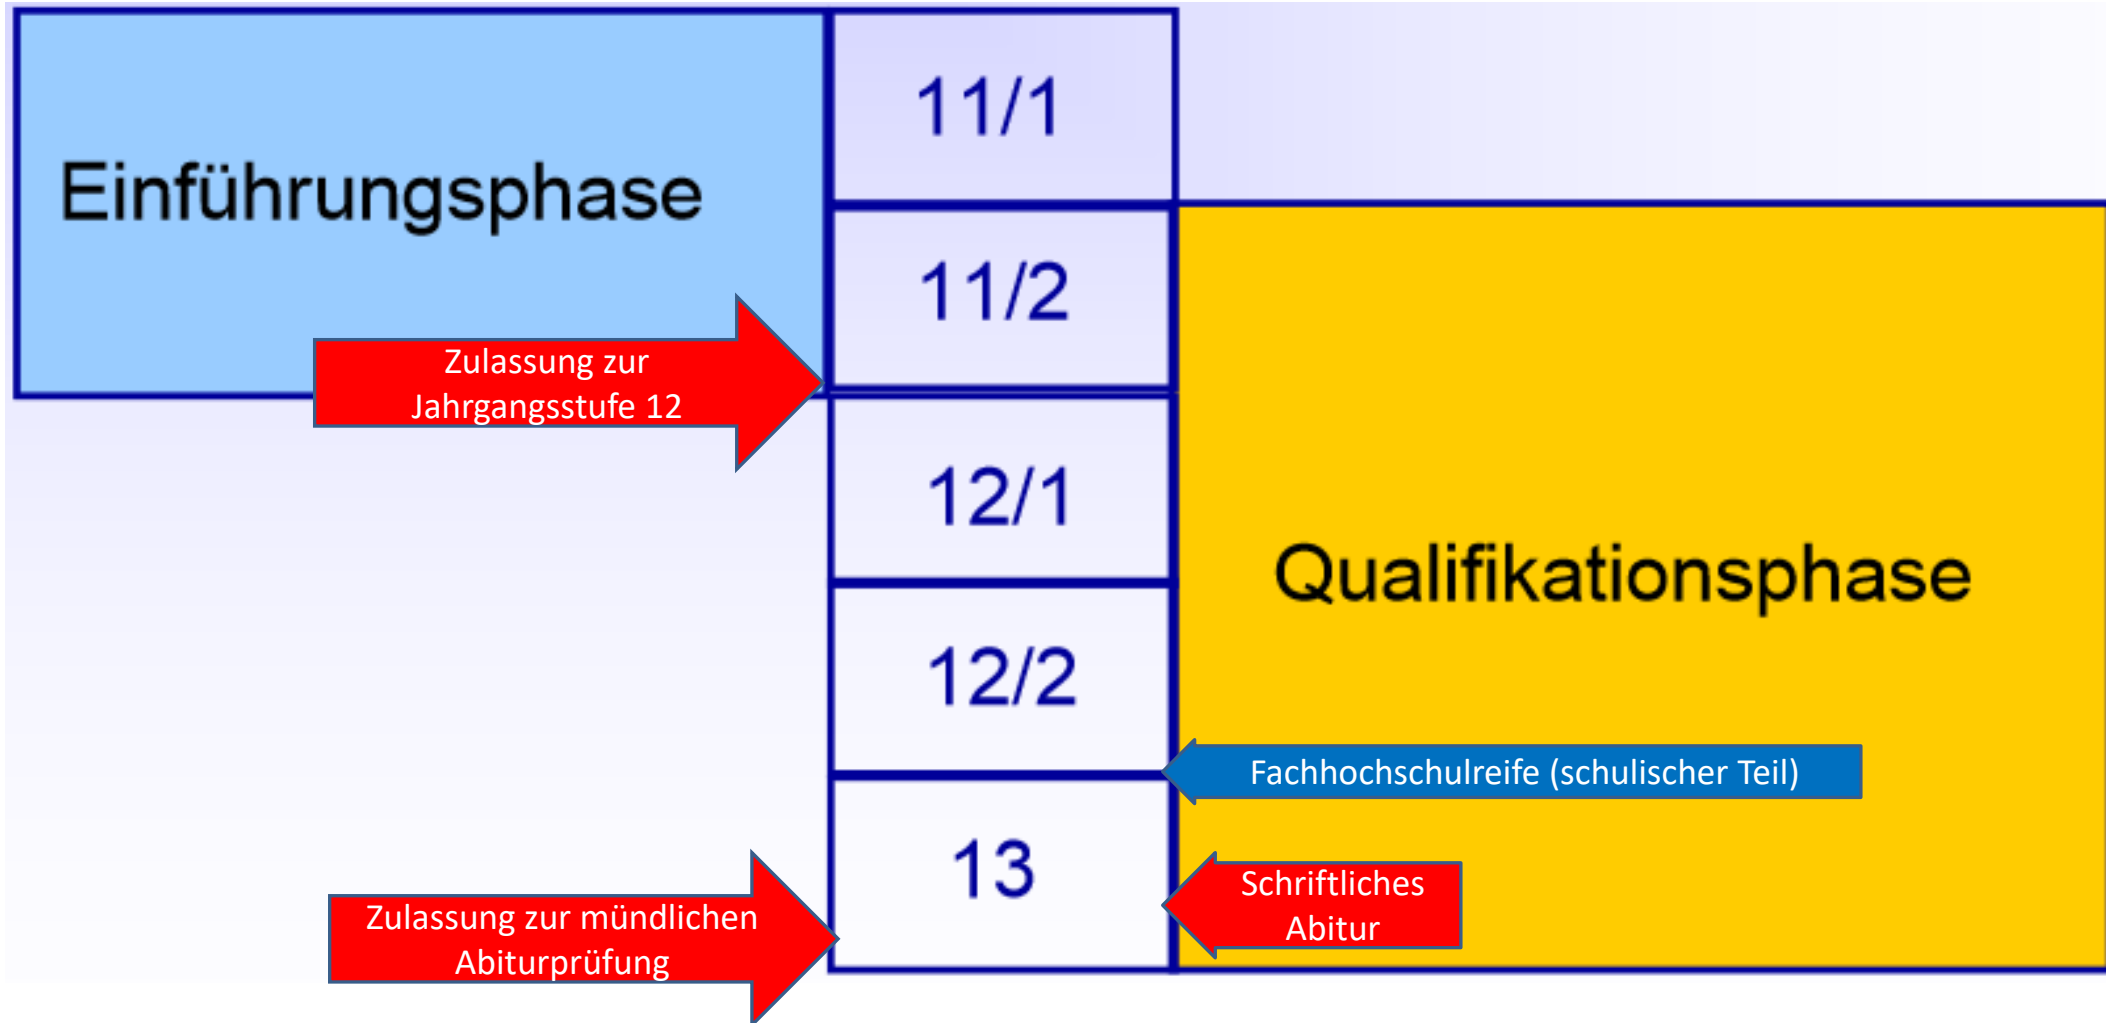 Einführungsphase
11/1
11/2
Zulassung zur
Jahrgangsstufe 12
12/1
Qualifikationsphase
12/2
Fachhochschulreife (schulischer Teil)
13
Schriftliches
Abitur
Zulassung zur mündlichen
Abiturprüfung